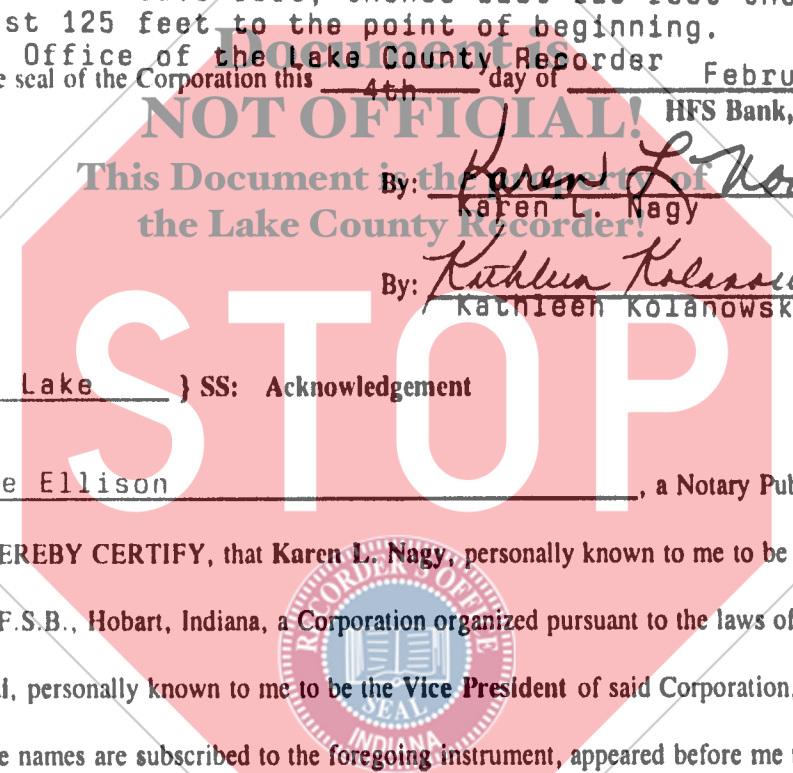 st 125 feet to the point of beginning.
Document is
Office of the Lake County Recorder
e seal of the Corporation this 4th day of Febru
NOT OFFICIAL!
HFS Bank,
This Document is the property of
By: Karen L
Karen L. Nagy
the Lake County Recorder!
By: Kathleen Kolanows
Kathleen Kolanowsk
STOP
Lake } SS: Acknowledgement
e Ellison, a Notary Pub
EREBY CERTIFY, that Karen L. Nagy, personally known to me to be
F.S.B., Hobart, Indiana, a Corporation organized pursuant to the laws of
i, personally known to me to be the Vice President of said Corporation,
e names are subscribed to the foregoing instrument, appeared before me
RECORDER'S OFFICE
SEAL
INDIANA